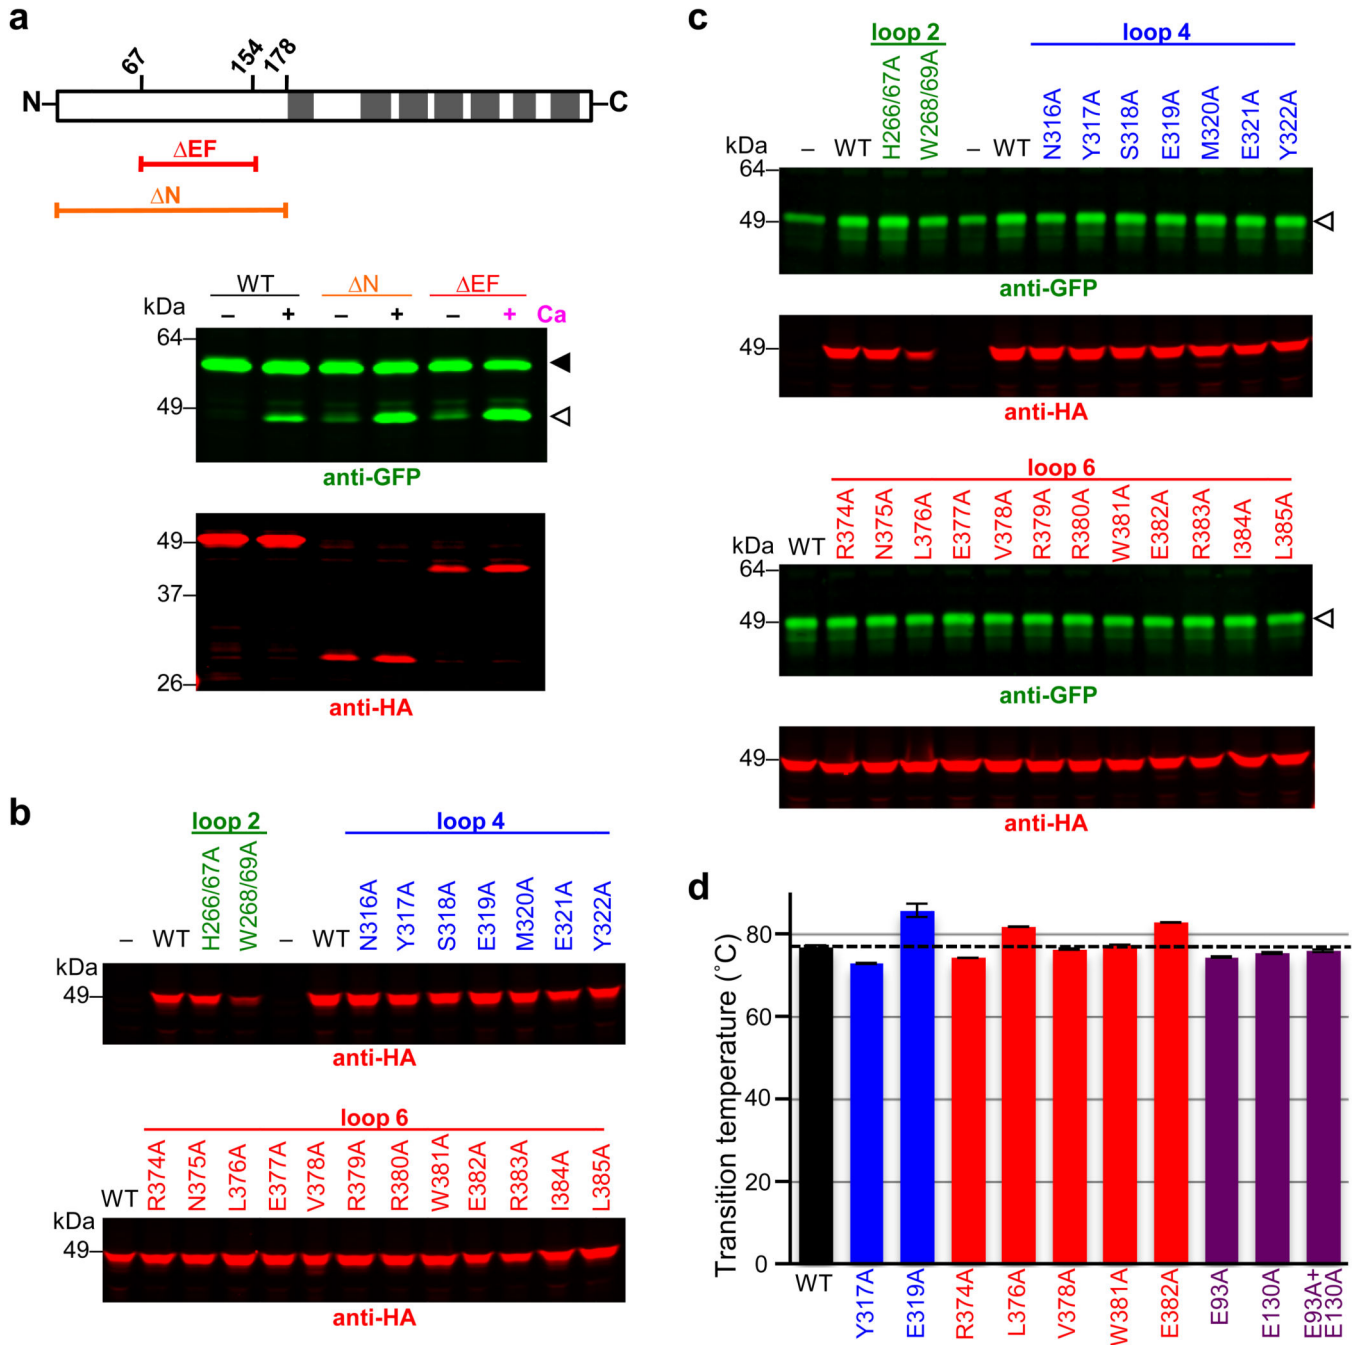 a
67 154 178
N C
ΔEF
ΔN
WT ΔN ΔEF
kDa – + – + – + Ca
64
49
anti-GFP
49
37
26
anti-HA
b
loop 2 loop 4
– WT H266/67A W268/69A – WT N316A Y317A S318A E319A M320A E321A Y322A
kDa
49
anti-HA
loop 6
WT R374A N375A L376A E377A V378A R379A R380A W381A E382A R383A I384A L385A
kDa
49
anti-HA
c
loop 2 loop 4
kDa – WT H266/67A W268/69A – WT N316A Y317A S318A E319A M320A E321A Y322A
64
49
anti-GFP
49
anti-HA
loop 6
kDa WT R374A N375A L376A E377A V378A R379A R380A W381A E382A R383A I384A L385A
64
49
anti-GFP
49
anti-HA
d
Transition temperature (˚C)
80
60
40
20
0
WT Y317A E319A R374A L376A V378A W381A E382A E93A E130A E93A+ E130A